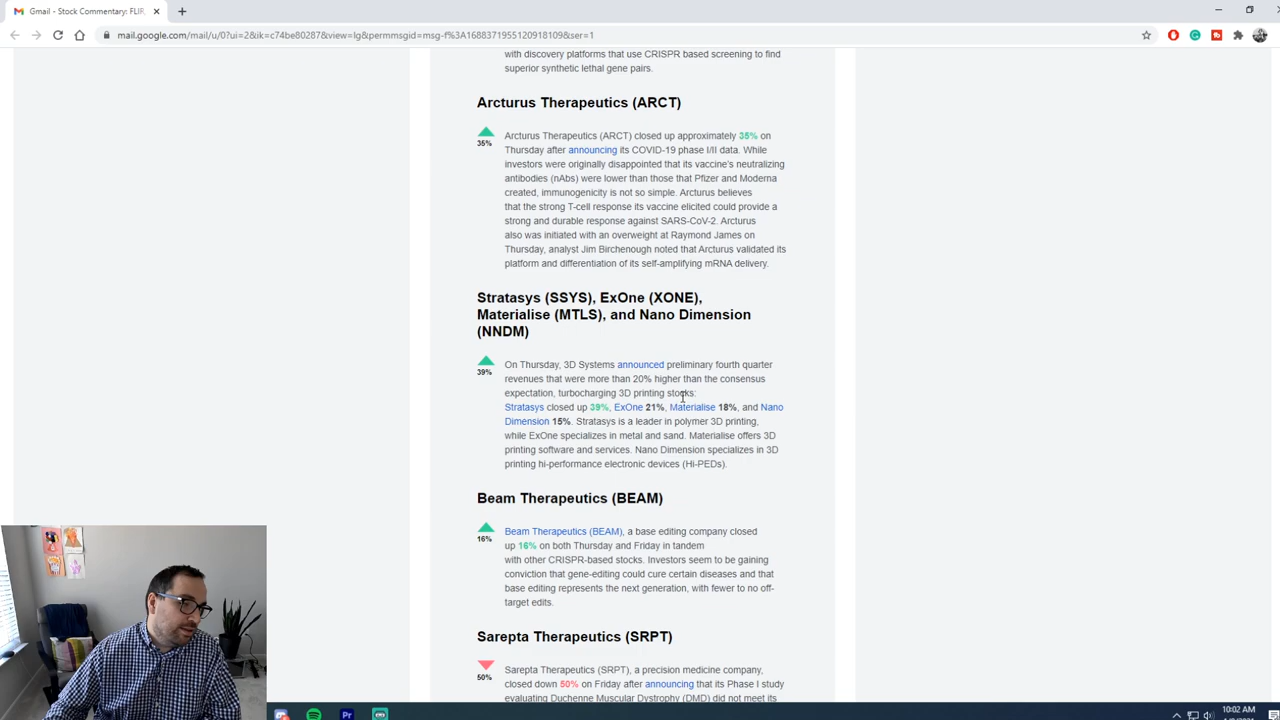 Gmail - Stock Commentary: FLIR,
mail.google.com/mail/u/0?ui=2&ik=c74be80287&view=lg&permmsgid=msg-f%3A1688371955120918109&ser=1
with discovery platforms that use CRISPR based screening to find
superior synthetic lethal gene pairs.
Arcturus Therapeutics (ARCT)
35%
Arcturus Therapeutics (ARCT) closed up approximately 35% on
Thursday after announcing its COVID-19 phase I/II data. While
investors were originally disappointed that its vaccine's neutralizing
antibodies (nAbs) were lower than those that Pfizer and Moderna
created, immunogenicity is not so simple. Arcturus believes
that the strong T-cell response its vaccine elicited could provide a
strong and durable response against SARS-CoV-2. Arcturus
also was initiated with an overweight at Raymond James on
Thursday, analyst Jim Birchenough noted that Arcturus validated its
platform and differentiation of its self-amplifying mRNA delivery.
Stratasys (SSYS), ExOne (XONE),
Materialise (MTLS), and Nano Dimension
(NNDM)
39%
On Thursday, 3D Systems announced preliminary fourth quarter
revenues that were more than 20% higher than the consensus
expectation, turbocharging 3D printing stocks:
Stratasys closed up 39%, ExOne 21%, Materialise 18%, and Nano
Dimension 15%. Stratasys is a leader in polymer 3D printing,
while ExOne specializes in metal and sand. Materialise offers 3D
printing software and services. Nano Dimension specializes in 3D
printing hi-performance electronic devices (Hi-PEDs).
Beam Therapeutics (BEAM)
16%
Beam Therapeutics (BEAM), a base editing company closed
up 16% on both Thursday and Friday in tandem
with other CRISPR-based stocks. Investors seem to be gaining
conviction that gene-editing could cure certain diseases and that
base editing represents the next generation, with fewer to no off-
target edits.
Sarepta Therapeutics (SRPT)
50%
Sarepta Therapeutics (SRPT), a precision medicine company,
closed down 50% on Friday after announcing that its Phase I study
evaluating Duchenne Muscular Dystrophy (DMD) did not meet its
10:02 AM